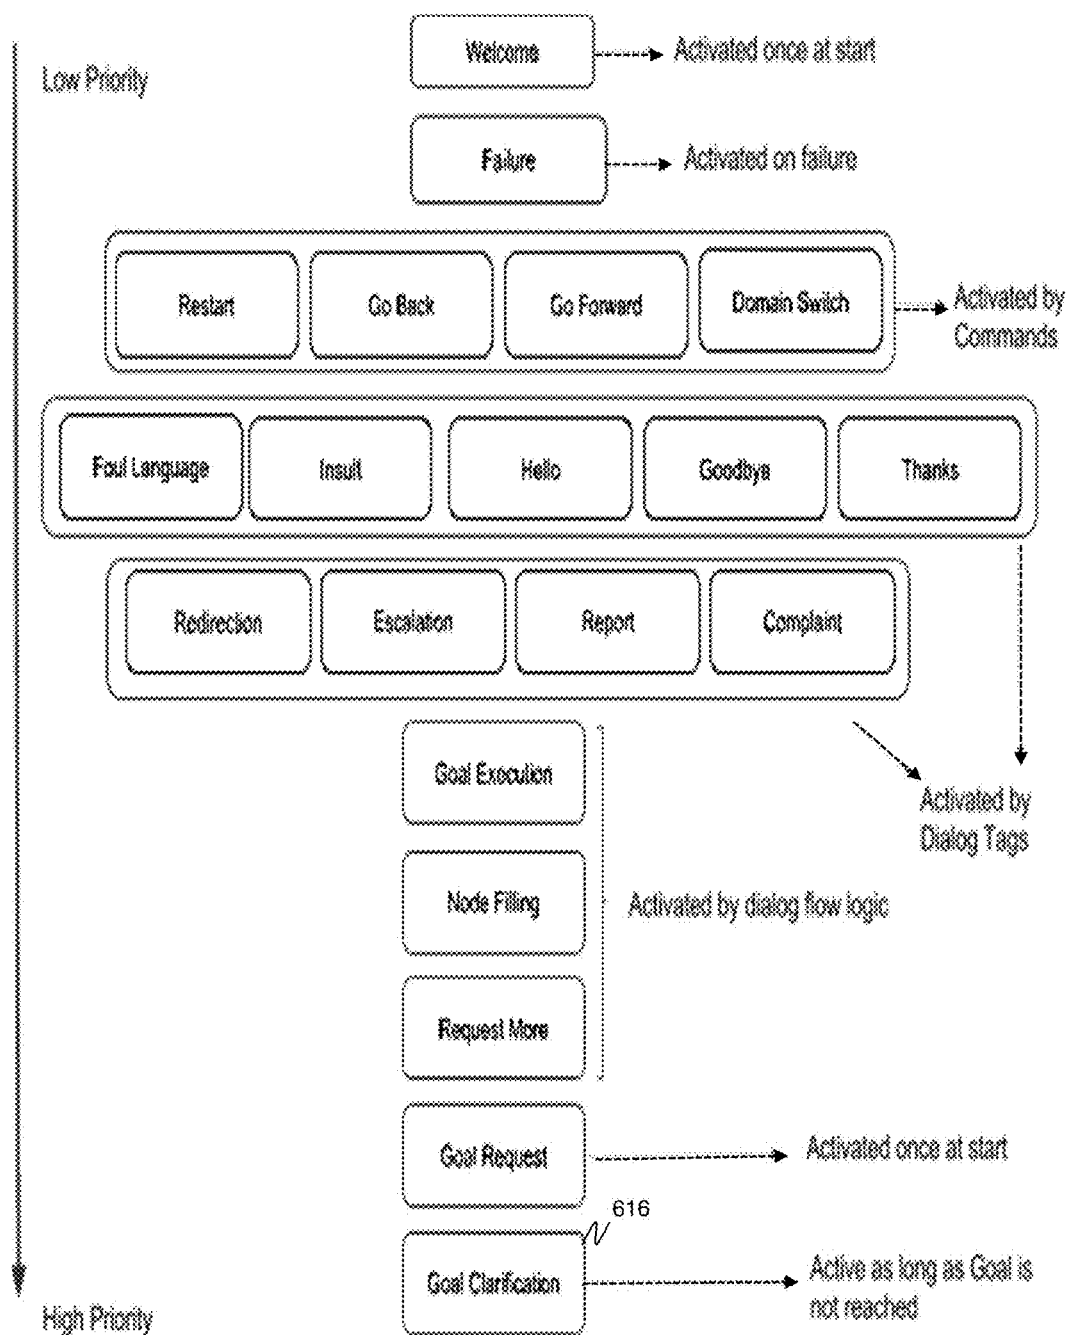 Welcome
Activated once at start
Low Priority
Failure
Activated on failure
Restart
Go Back
Go Forward
Domain Switch
Activated by
Commands
Foul Language
Insult
Hello
Goodbye
Thanks
Redirection
Escalation
Report
Complaint
Goal Execution
Activated by
Dialog Tags
Node Filling
Activated by dialog flow logic
Request More
Goal Request
Activated once at start
616
Goal Clarification
Active as long as Goal is
not reached
High Priority